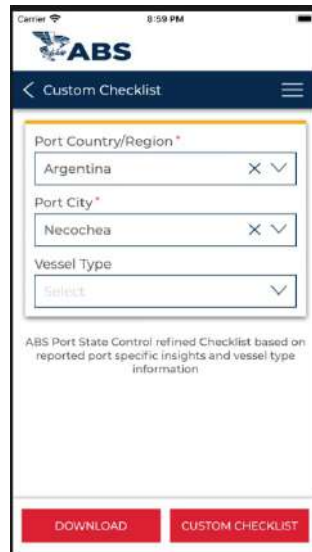 Carrier 8:59 PM
ABS
Custom Checklist
Port Country/Region *
Argentina
Port City *
Necochea
Vessel Type
Select
ABS Port State Control refined Checklist based on
reported port specific insights and vessel type
information
DOWNLOAD CUSTOM CHECKLIST